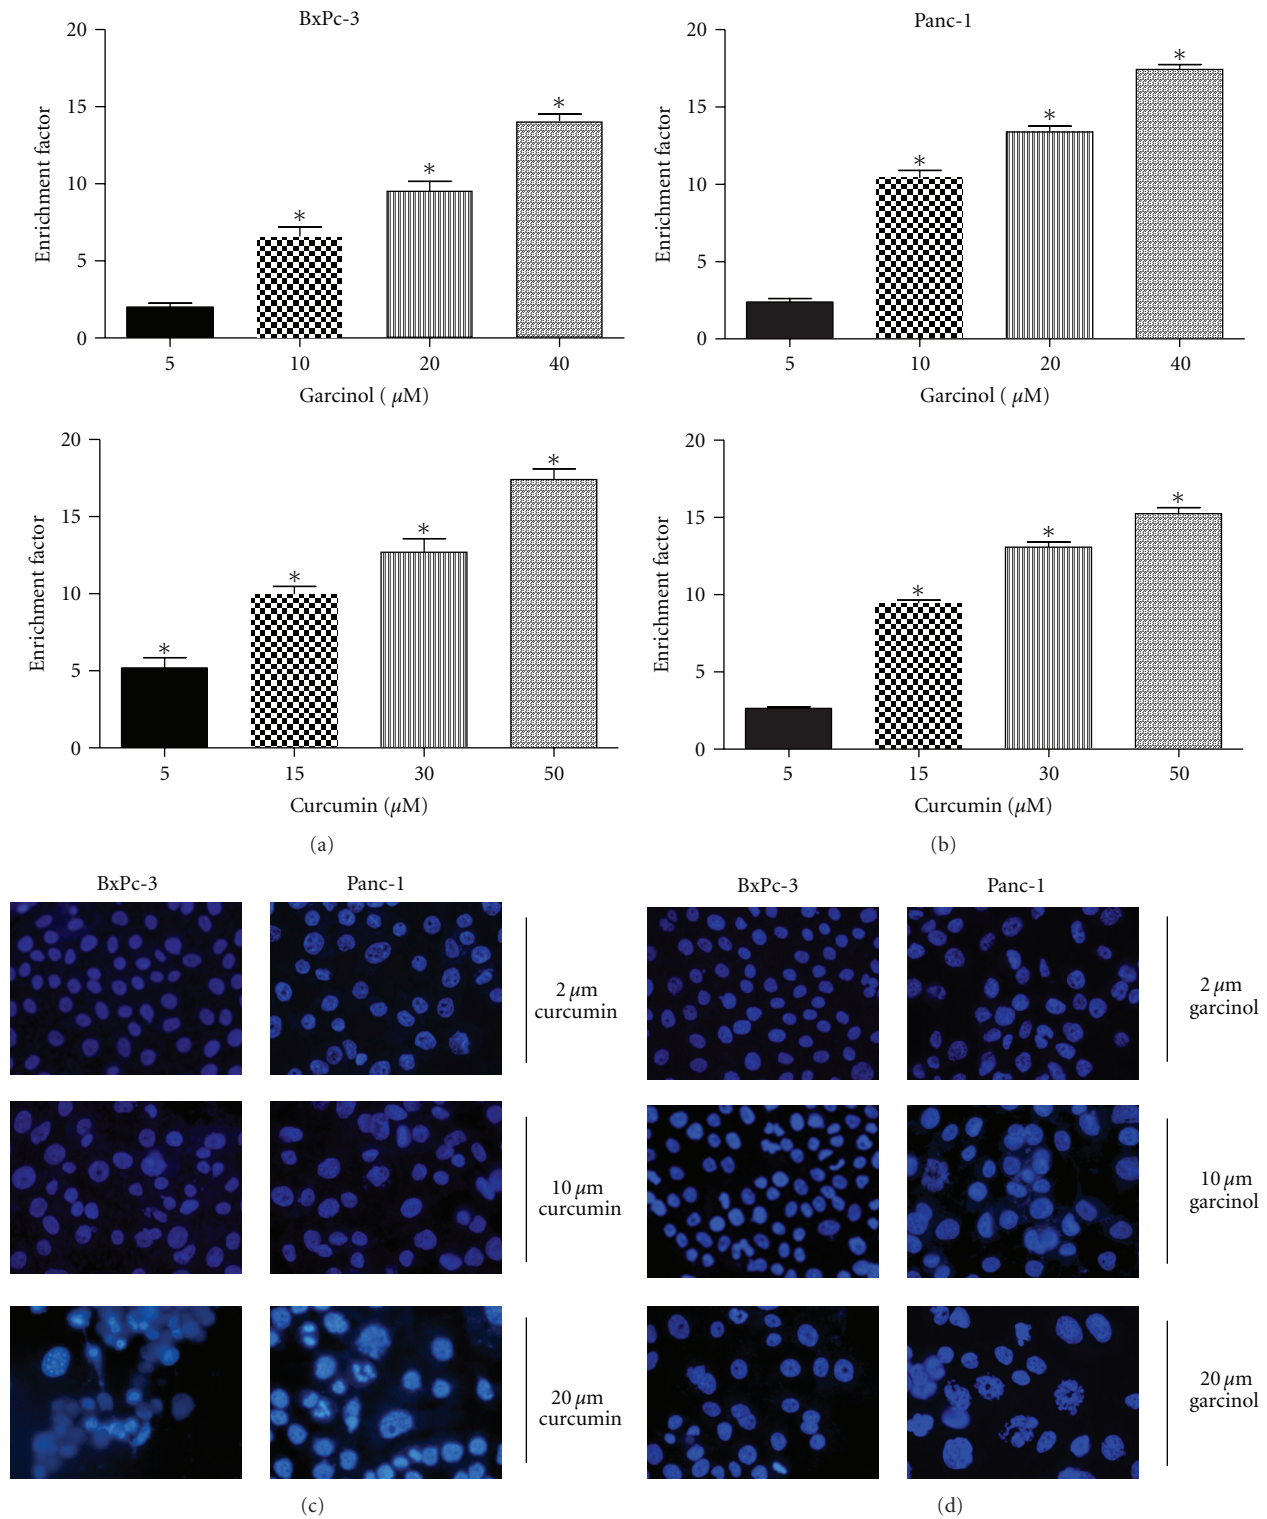 BxPc-3
20
15
10
5
0
Enrichment factor
*
*
*
5 10 20 40
Garcinol ( μM)
Panc-1
20
15
10
5
0
Enrichment factor
*
*
*
5 10 20 40
Garcinol ( μM)
20
15
10
5
0
Enrichment factor
*
*
*
*
5 15 30 50
Curcumin (μM)
(a)
20
15
10
5
0
Enrichment factor
*
*
*
5 15 30 50
Curcumin (μM)
(b)
BxPc-3 Panc-1
2 μm
curcumin
10 μm
curcumin
20 μm
curcumin
(c)
BxPc-3 Panc-1
2 μm
garcinol
10 μm
garcinol
20 μm
garcinol
(d)